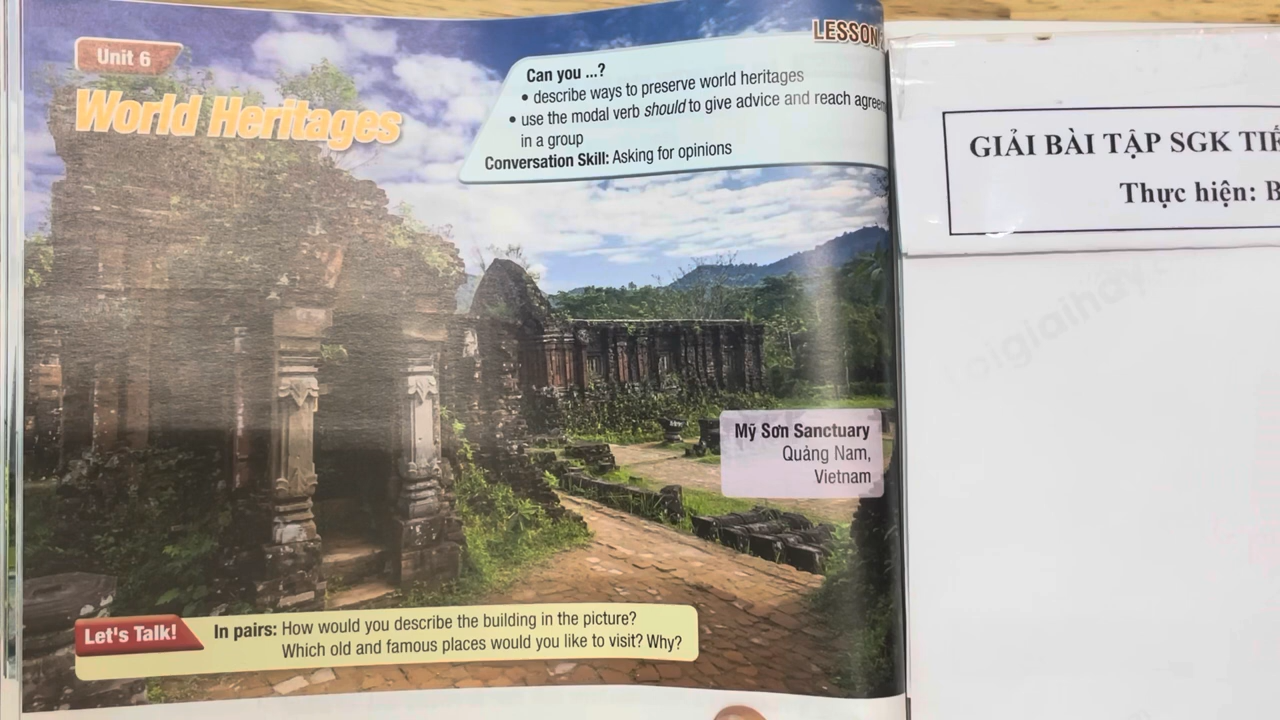 Unit 6
World Heritages
LESSON
Can you ...?
• describe ways to preserve world heritages
• use the modal verb should to give advice and reach
in a group
Conversation Skill: Asking for opinions
Mỹ Sơn Sanctuary
Quảng Nam,
Vietnam
Let's Talk!
In pairs: How would you describe the building in the picture?
Which old and famous places would you like to visit? Why?
GIẢI BÀI TẬP SGK
Thực hiện: